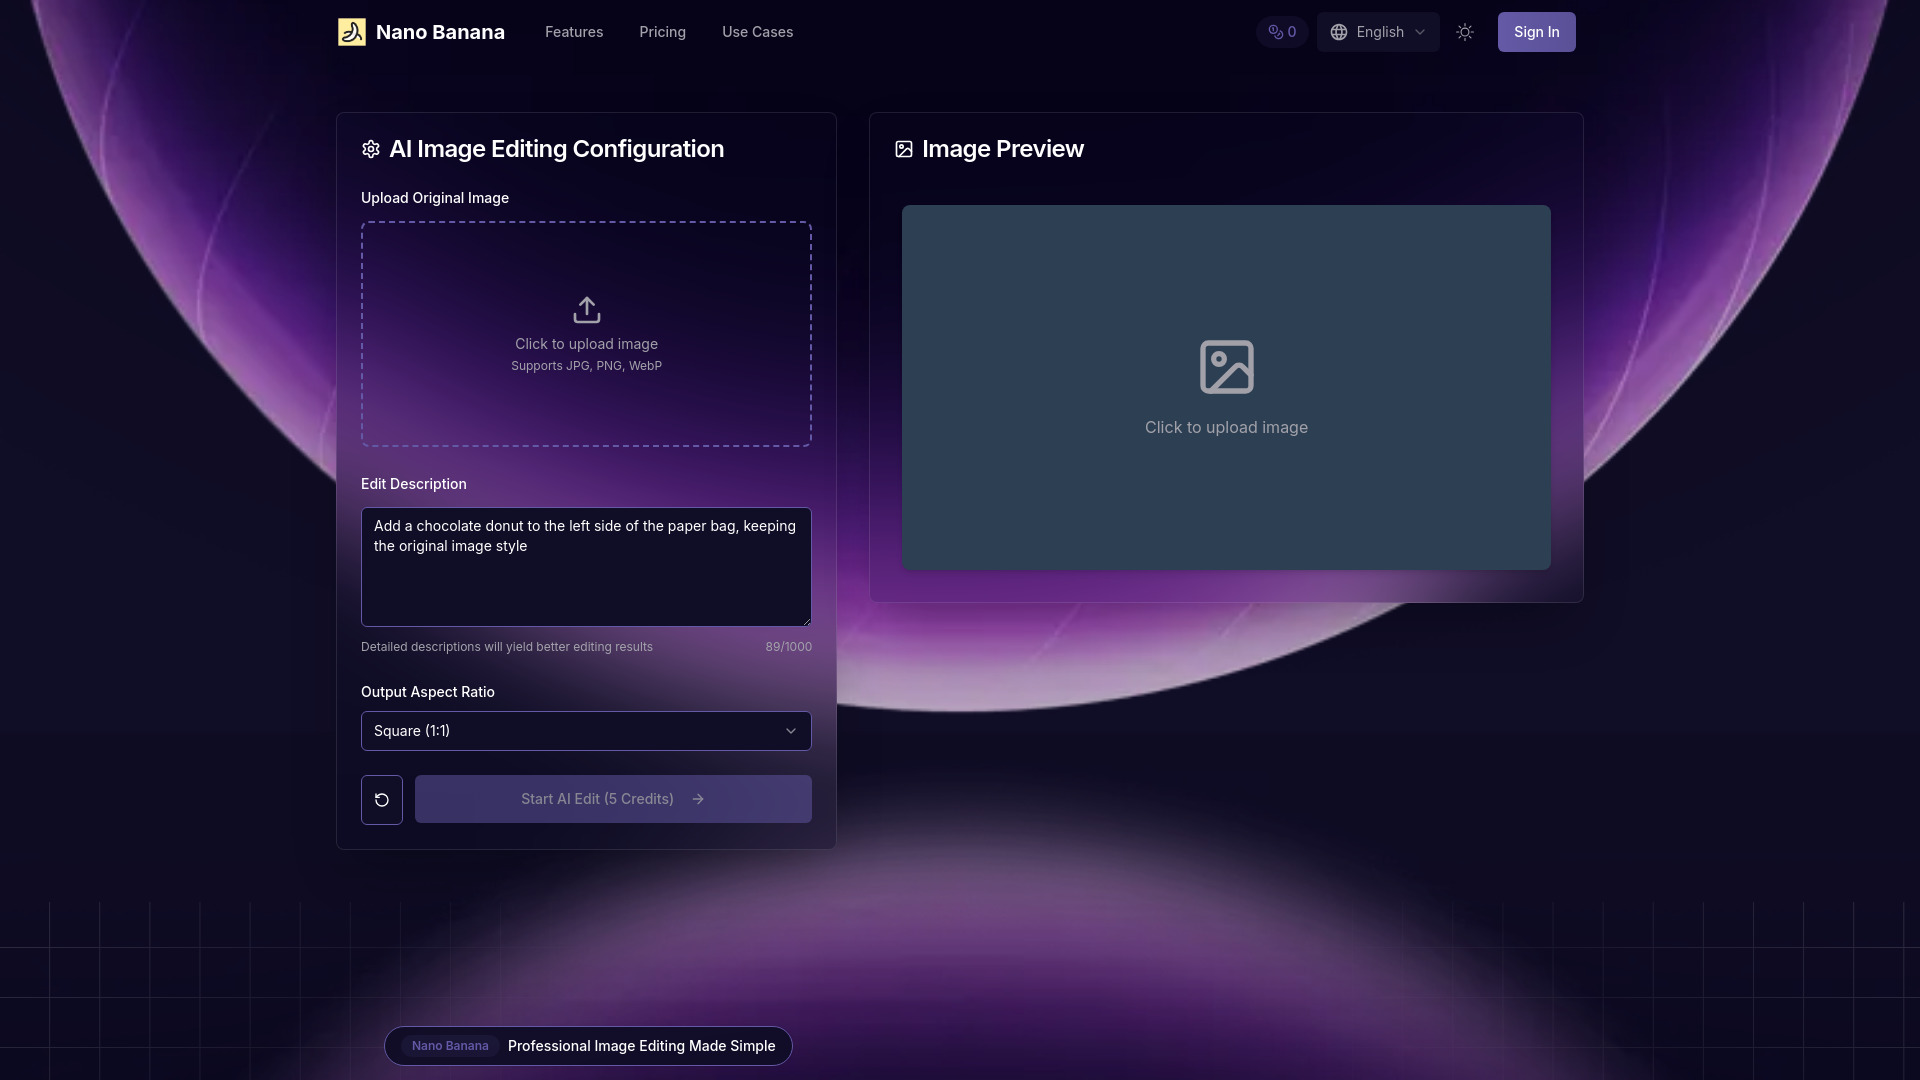 Nano Banana
Features
Pricing
Use Cases
0
English
Sign In
AI Image Editing Configuration
Upload Original Image
Click to upload image
Supports JPG, PNG, WebP
Edit Description
Add a chocolate donut to the left side of the paper bag, keeping
the original image style
Detailed descriptions will yield better editing results
89/1000
Output Aspect Ratio
Square (1:1)
Start AI Edit (5 Credits)
Image Preview
Click to upload image
Nano Banana
Professional Image Editing Made Simple